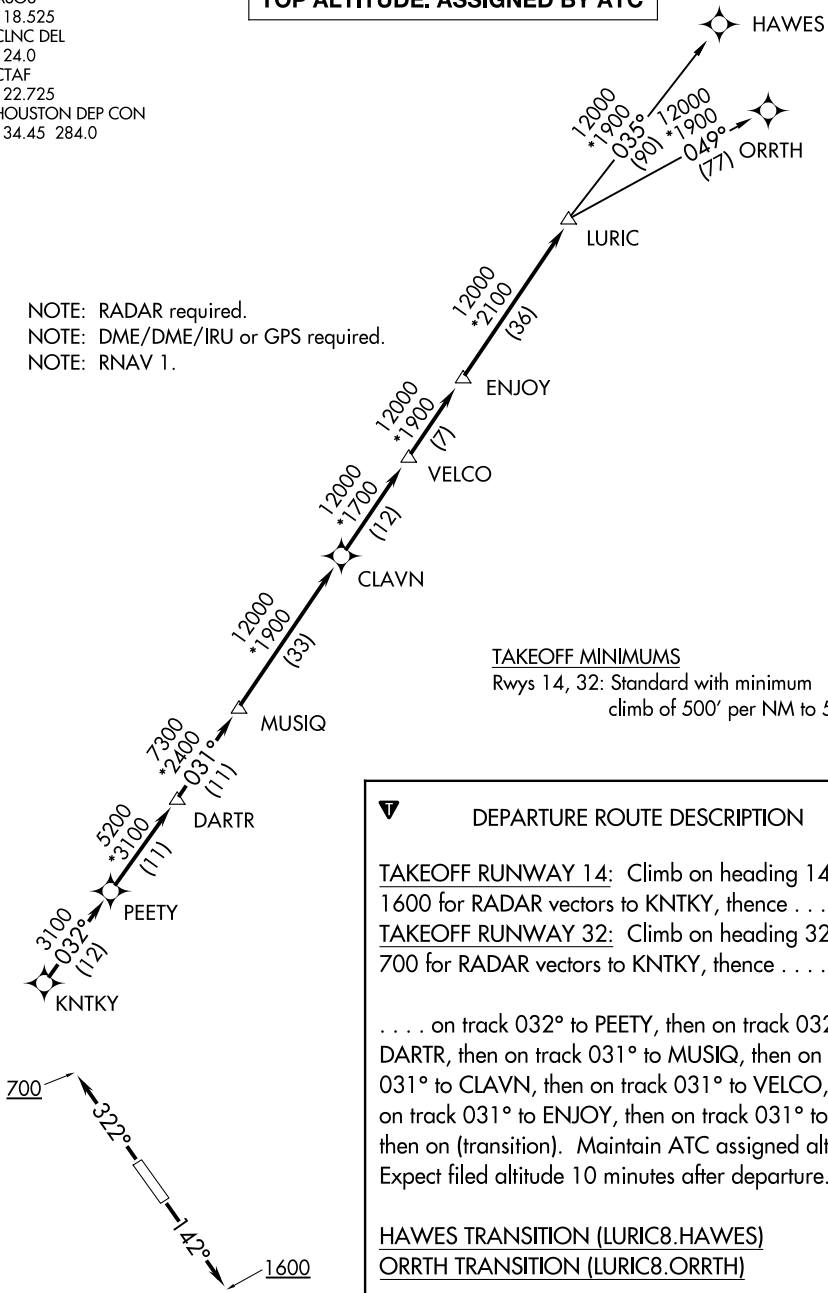 18.525
CLNC DEL
24.0
CTAF
22.725
HOUSTON DEP CON
34.45 284.0
TOP ALTITUDE: ASSIGNED BY ATC
HAWES
12000
*1900
035°
(90)
12000
*1900
049°
(77)
ORRTH
LURIC
NOTE: RADAR required.
NOTE: DME/DME/IRU or GPS required.
NOTE: RNAV 1.
12000
*2100
(36)
ENJOY
12000
*1900
(7)
VELCO
12000
*1700
(12)
CLAVN
12000
*1900
(33)
TAKEOFF MINIMUMS
Rwys 14, 32: Standard with minimum
climb of 500' per NM to 5
MUSIQ
7300
*2400
031°
(11)
DARTR
5200
*3100
(11)
PEETY
3100
032°
(12)
KNTKY
700
322°
142°
1600
T
DEPARTURE ROUTE DESCRIPTION
TAKEOFF RUNWAY 14: Climb on heading 14
1600 for RADAR vectors to KNTKY, thence . . . .
TAKEOFF RUNWAY 32: Climb on heading 32
700 for RADAR vectors to KNTKY, thence . . . .
. . . . on track 032° to PEETY, then on track 032
DARTR, then on track 031° to MUSIQ, then on
031° to CLAVN, then on track 031° to VELCO,
on track 031° to ENJOY, then on track 031° to
then on (transition). Maintain ATC assigned alt
Expect filed altitude 10 minutes after departure.
HAWES TRANSITION (LURIC8.HAWES)
ORRTH TRANSITION (LURIC8.ORRTH)